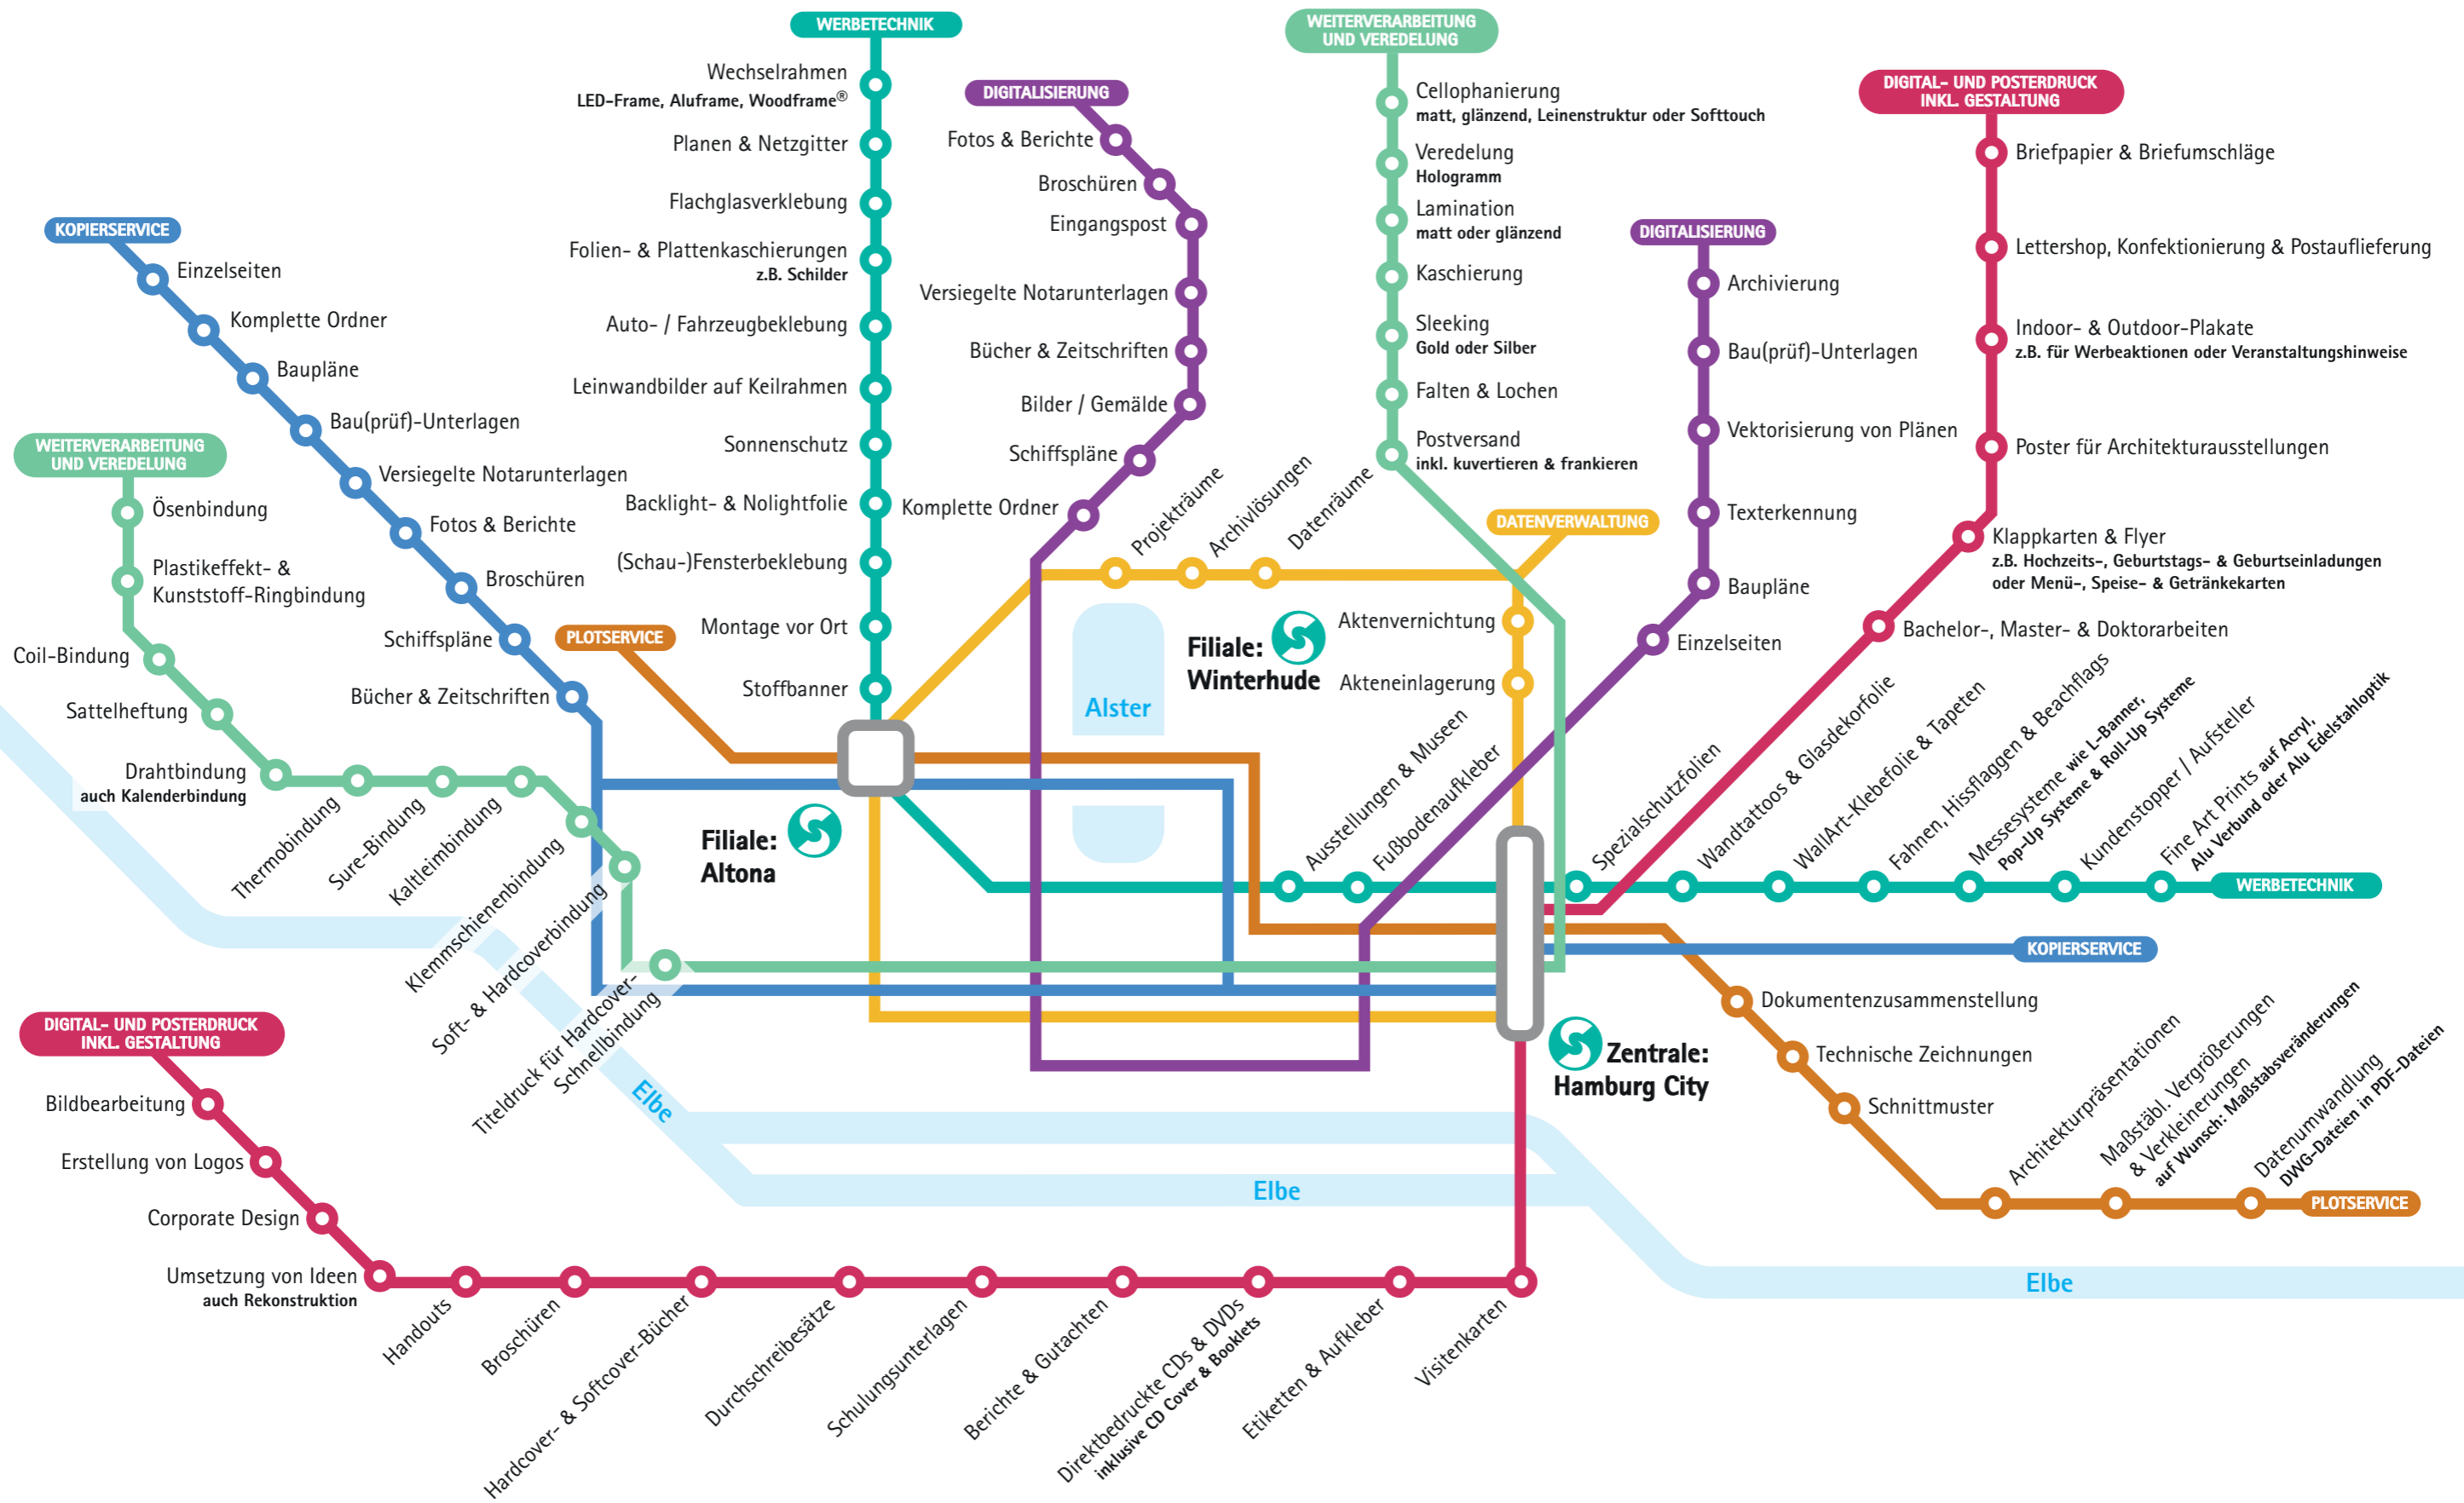 WERBETECHNIK
Wechselrahmen
LED-Frame, Aluframe, Woodframe®
Planen & Netzgitter
Flachglasverklebung
Folien- & Plattenkaschierungen
z.B. Schilder
Auto- / Fahrzeugbeklebung
Leinwandbilder auf Keilrahmen
Sonnenschutz
Backlight- & Nolightfolie
(Schau-)Fensterbeklebung
Montage vor Ort
Stoffbanner
DIGITALISIERUNG
Fotos & Berichte
Broschüren
Eingangspost
Versiegelte Notarunterlagen
Bücher & Zeitschriften
Bilder / Gemälde
Schiffspläne
Komplette Ordner
WEITERVERARBEITUNG
UND VEREDELUNG
Cellophanierung
matt, glänzend, Leinenstruktur oder Softtouch
Veredelung
Hologramm
Lamination
matt oder glänzend
Kaschierung
Sleeking
Gold oder Silber
Falten & Lochen
Postversand
inkl. kuvertieren & frankieren
DIGITALISIERUNG
Archivierung
Bau(prüf)-Unterlagen
Vektorisierung von Plänen
Texterkennung
Baupläne
Einzelseiten
DIGITAL- UND POSTERDRUCK
INKL. GESTALTUNG
Briefpapier & Briefumschläge
Lettershop, Konfektionierung & Postauflieferung
Indoor- & Outdoor-Plakate
z.B. für Werbeaktionen oder Veranstaltungshinweise
Poster für Architekturausstellungen
Klappkarten & Flyer
z.B. Hochzeits-, Geburtstags- & Geburtseinladungen
oder Menü-, Speise- & Getränkekarten
Bachelor-, Master- & Doktorarbeiten
KOPIERSERVICE
Einzelseiten
Komplette Ordner
Baupläne
Bau(prüf)-Unterlagen
Versiegelte Notarunterlagen
Fotos & Berichte
Broschüren
Schiffspläne
Bücher & Zeitschriften
WEITERVERARBEITUNG
UND VEREDELUNG
Ösenbindung
Plastikeffekt- &
Kunststoff-Ringbindung
Coil-Bindung
Sattelheftung
Drahtbindung
auch Kalenderbindung
Thermobindung
Sure-Bindung
Kaltleimbindung
Klemmschienenbindung
Soft- & Hardcoverbindung
Titeldruck für Hardcover-
Schnellbindung
PLOTSERVICE
Projekträume
Archivlösungen
Datenräume
DATENVERWALTUNG
Aktenvernichtung
Akteneinlagerung
Filiale:
Winterhude
Alster
Filiale:
Altona
Ausstellungen & Museen
Fußbodenaufkleber
Spezialschutzfolien
Wandtattoos & Glasdekorfolie
WallArt-Klebefolie & Tapeten
Fahnen, Hissflaggen & Beachflags
Messesysteme wie L-Banner,
Pop-Up Systeme & Roll-Up Systeme
Kundenstopper / Aufsteller
Fine Art Prints auf Acryl,
Alu Verbund oder Alu Edelstahloptik
WERBETECHNIK
KOPIERSERVICE
Zentrale:
Hamburg City
Dokumentenzusammenstellung
Technische Zeichnungen
Schnittmuster
Architekturpräsentationen
Maßstäbl. Vergrößerungen
& Verkleinerungen
auf Wunsch: Maßstabsveränderungen
Datenumwandlung
DWG-Dateien in PDF-Dateien
PLOTSERVICE
Elbe
Elbe
Elbe
DIGITAL- UND POSTERDRUCK
INKL. GESTALTUNG
Bildbearbeitung
Erstellung von Logos
Corporate Design
Umsetzung von Ideen
auch Rekonstruktion
Handouts
Broschüren
Hardcover- & Softcover-Bücher
Durchschreibesätze
Schulungsunterlagen
Berichte & Gutachten
Direktbedruckte CDs & DVDs
inklusive CD Cover & Booklets
Etiketten & Aufkleber
Visitenkarten